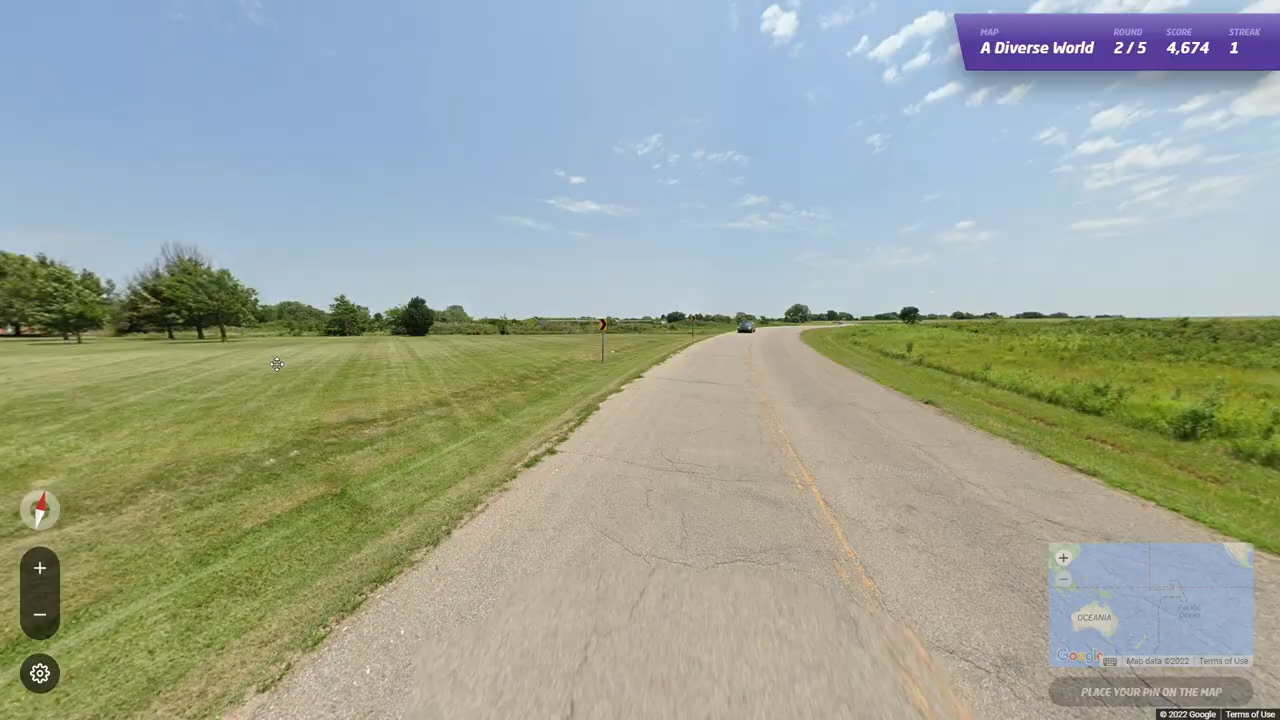 MAP
A Diverse World
ROUND
2 / 5
SCORE
4,674
STREAK
1
+
−
+
−
OCEANIA
Pacific
Ocean
Google
Map data ©2022
Terms of Use
PLACE YOUR PIN ON THE MAP
© 2022 Google
Terms of Use